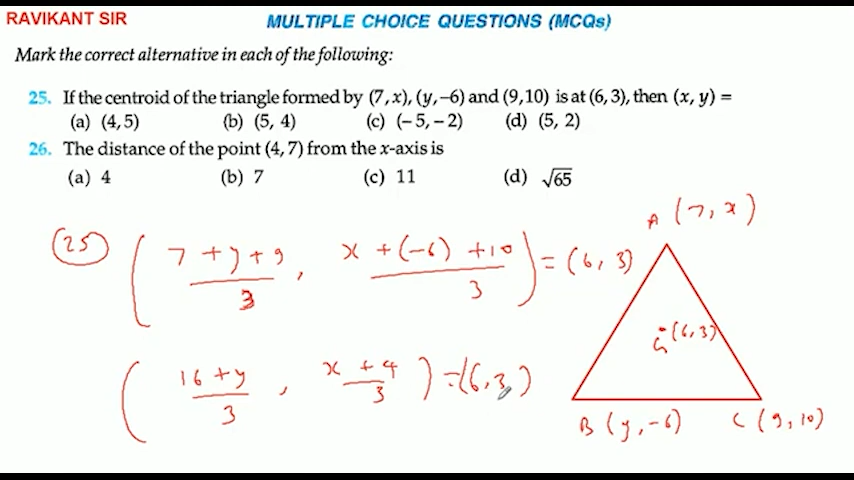 RAVIKANT SIR
MULTIPLE CHOICE QUESTIONS (MCQs)
Mark the correct alternative in each of the following:
25. If the centroid of the triangle formed by (7, x), (y, –6) and (9, 10) is at (6, 3), then (x, y) =
(a) (4, 5) (b) (5, 4) (c) (– 5, – 2) (d) (5, 2)
26. The distance of the point (4, 7) from the x-axis is
(a) 4 (b) 7 (c) 11 (d) √65
A (7, x)
(25) ( 7 + y + 9 / 3 , x + (-6) + 10 / 3 ) = (6, 3)
G (6, 3)
( 16 + y / 3 , x + 4 / 3 ) = (6, 3)
B (y, -6) C (9, 10)